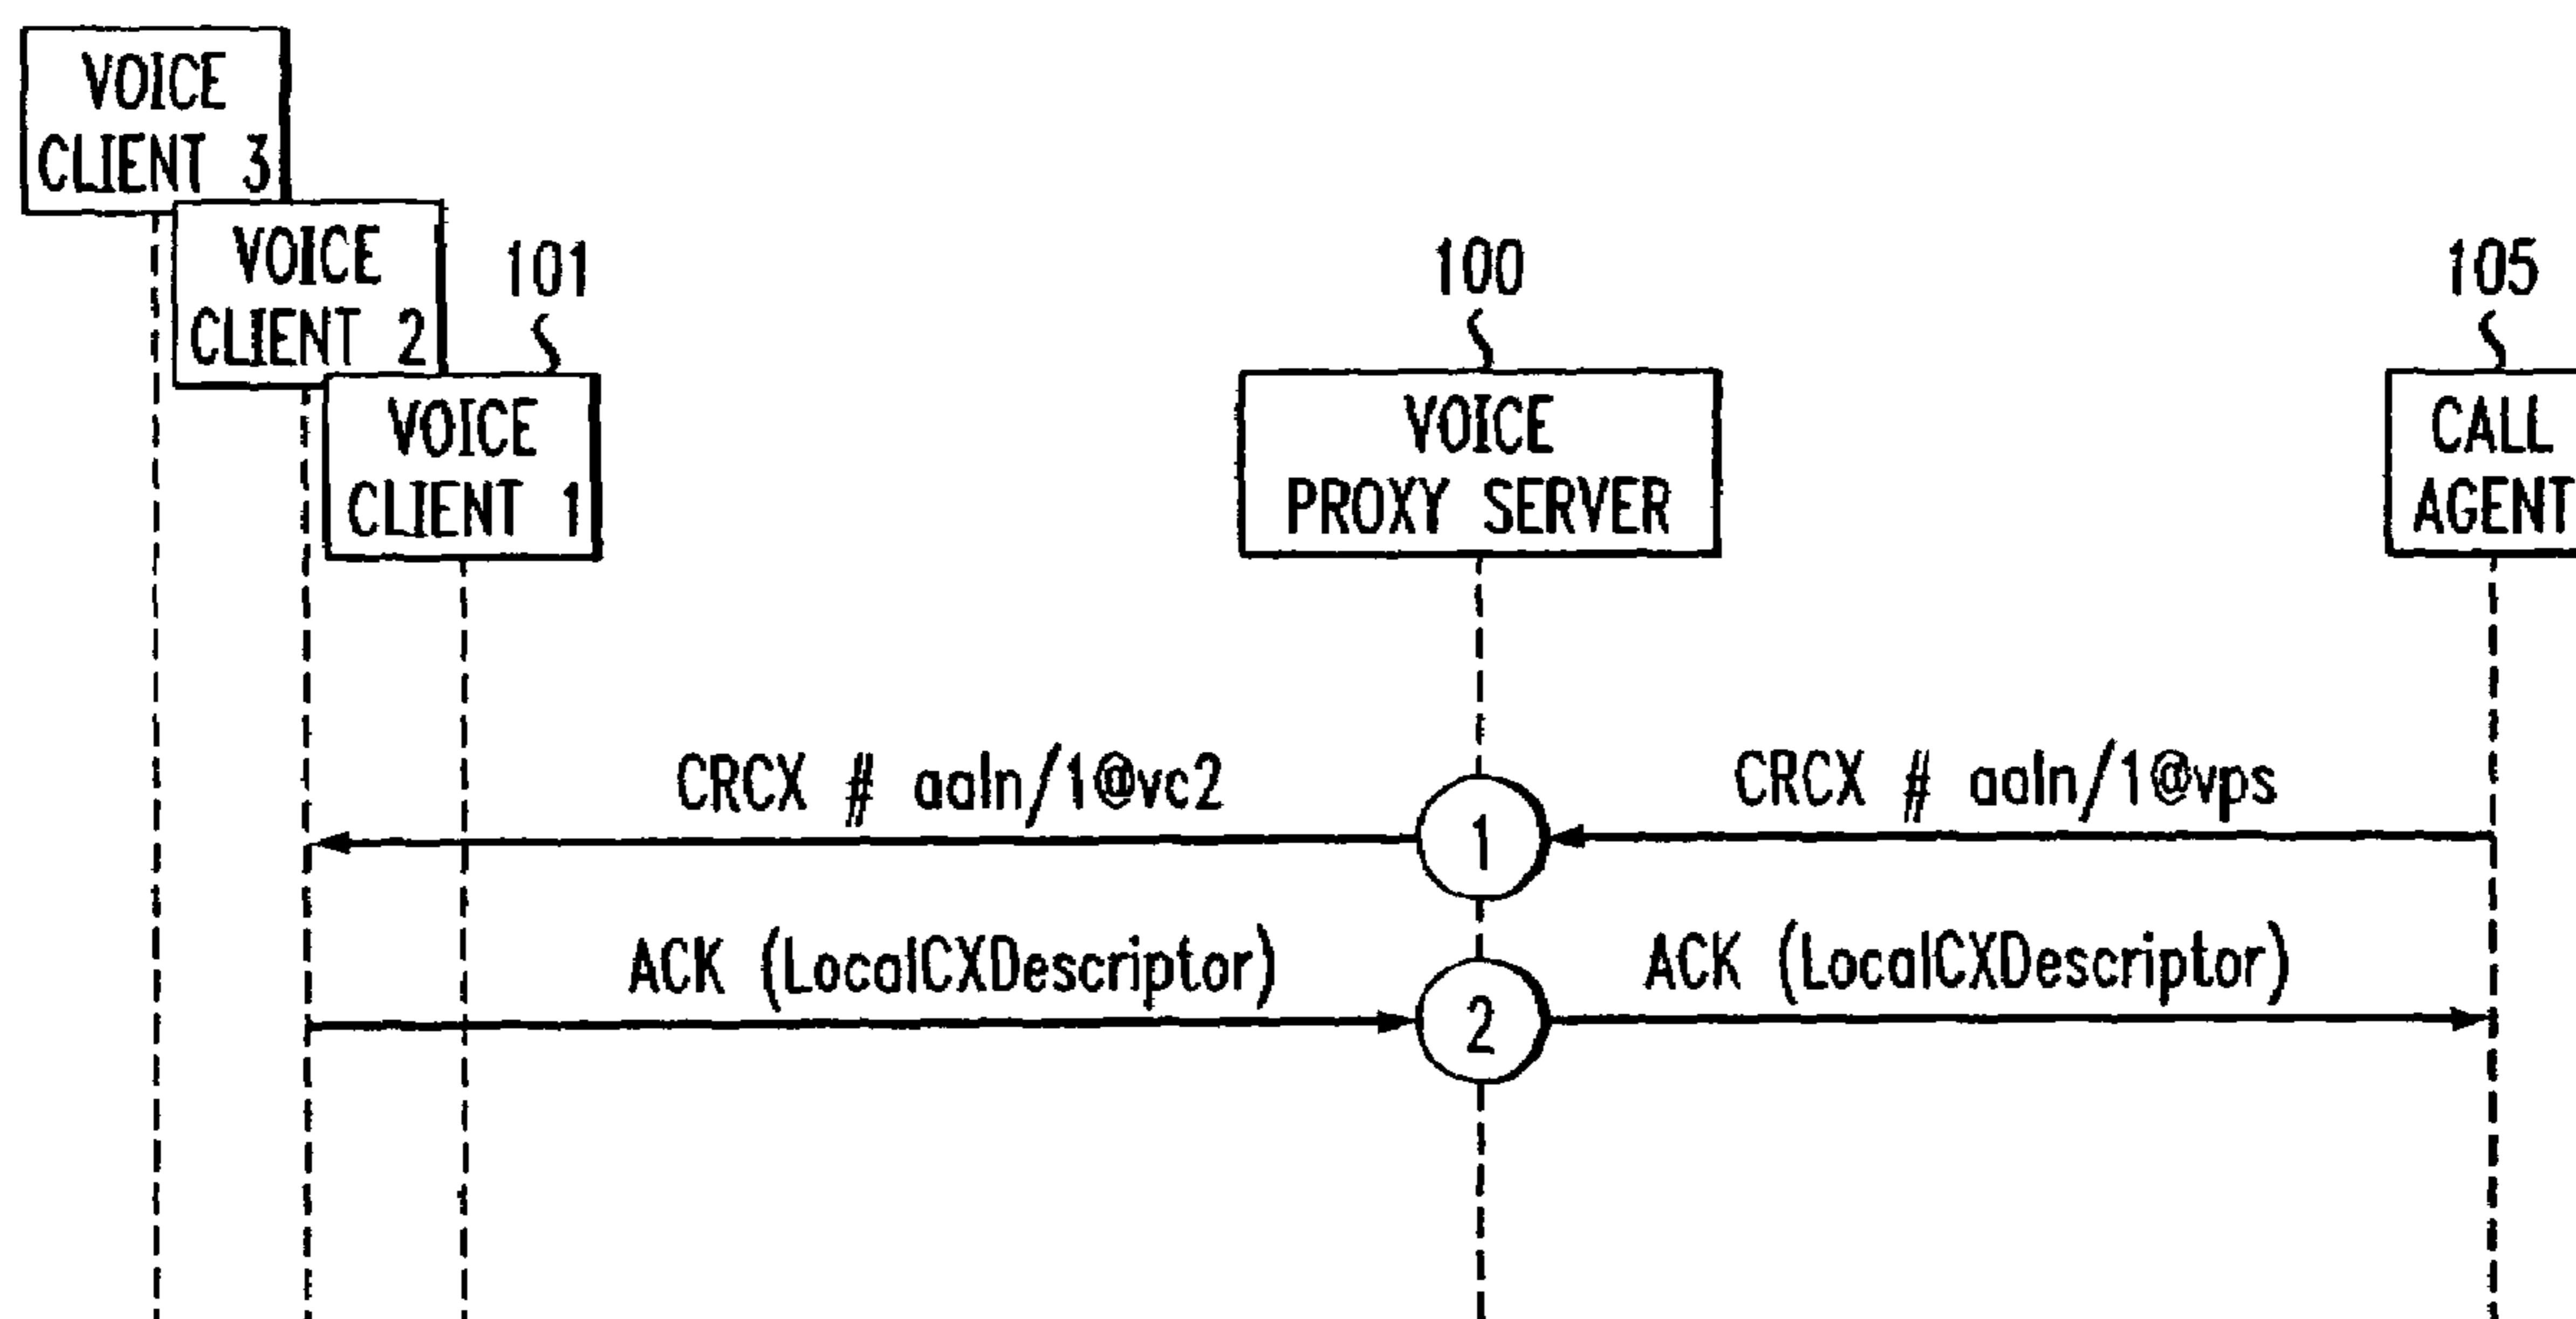 VOICE
CLIENT 3
VOICE
CLIENT 2
101
VOICE
CLIENT 1
100
VOICE
PROXY SERVER
105
CALL
AGENT
CRCX # aaln/1@vc2
1
CRCX # aaln/1@vps
ACK (LocalCXDescriptor)
2
ACK (LocalCXDescriptor)